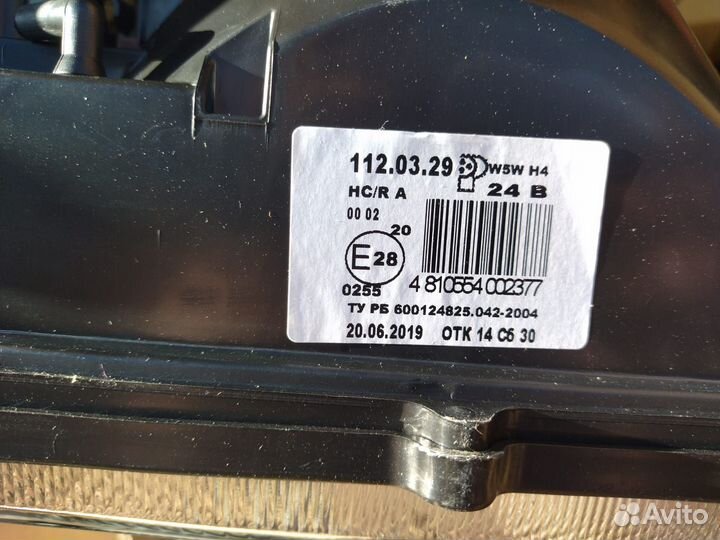 112.03.29 W5W H4
HC/R A 24 В
00 02
20
E28
0255
4 810554 002377
ТУ РБ 600124825.042-2004
20.06.2019 ОТК 14 Сб 30
Avito